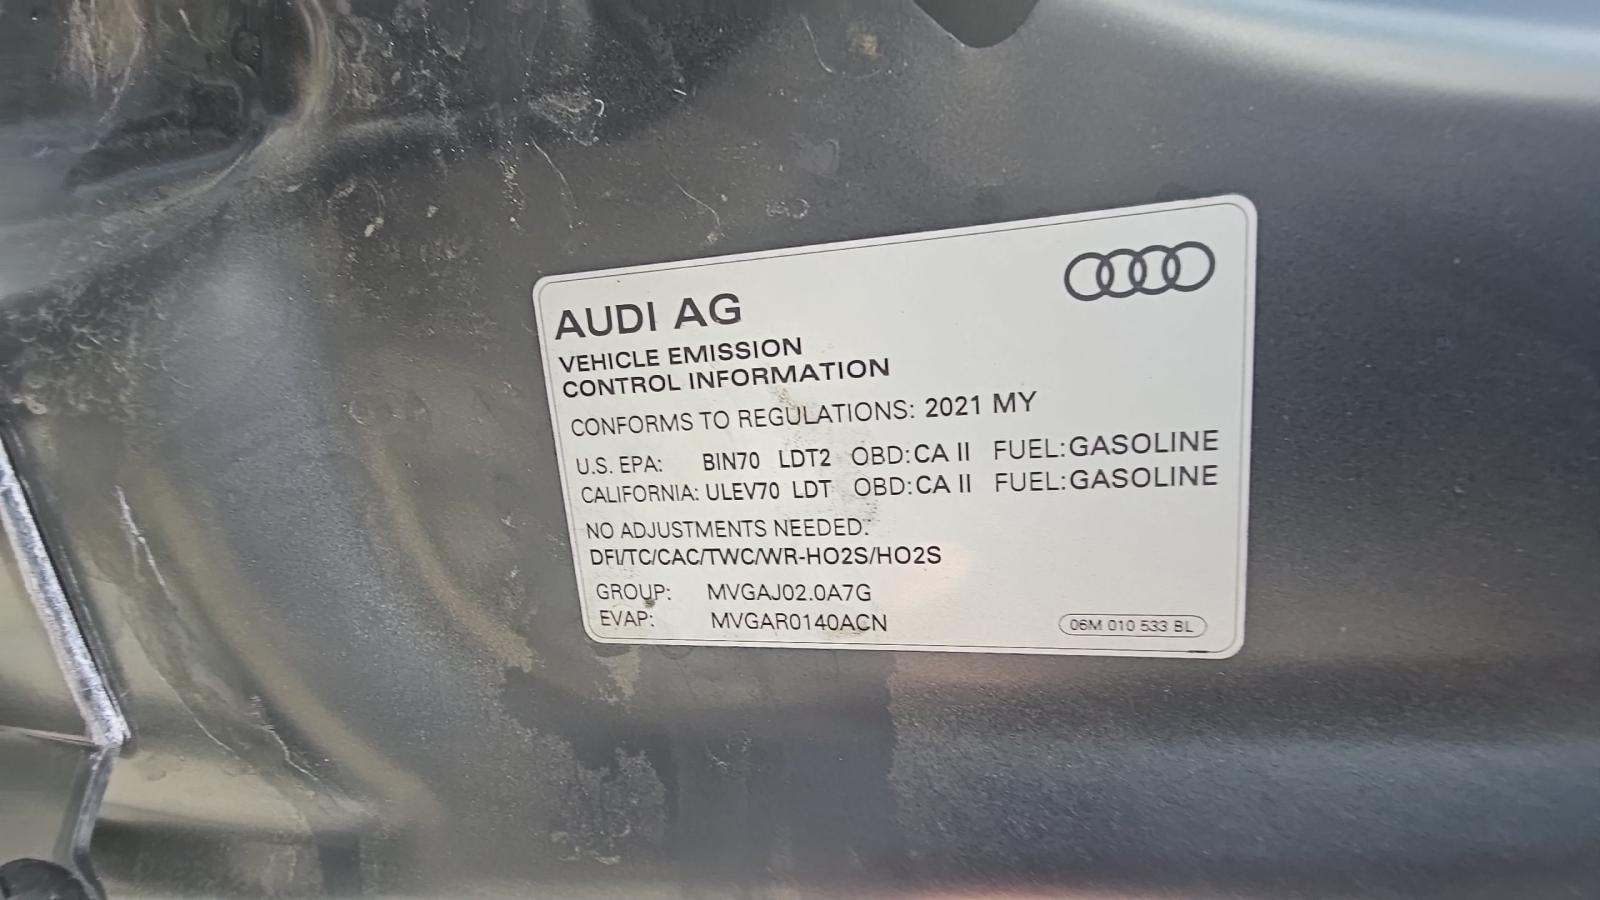 AUDI AG
VEHICLE EMISSION
CONTROL INFORMATION
CONFORMS TO REGULATIONS: 2021 MY
U.S. EPA: BIN70 LDT2 OBD:CA II FUEL:GASOLINE
CALIFORNIA: ULEV70 LDT OBD:CA II FUEL:GASOLINE
NO ADJUSTMENTS NEEDED.
DFI/TC/CAC/TWC/WR-HO2S/HO2S
GROUP: MVGAJ02.0A7G
EVAP: MVGAR0140ACN
06M 010 533 BL